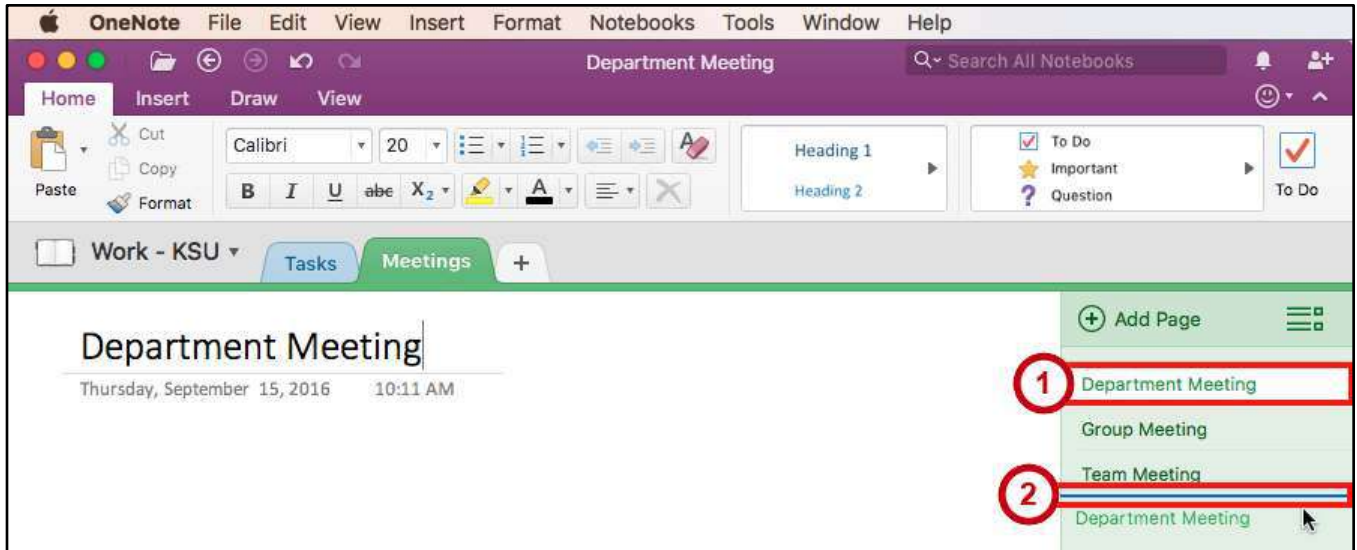 OneNote File Edit View Insert Format Notebooks Tools Window Help
Department Meeting Search All Notebooks
Home Insert Draw View
Cut
Copy
Format
Paste
Calibri 20
B I U abc X2 A
Heading 1
Heading 2
To Do
Important
? Question
To Do
Work - KSU Tasks Meetings +
Add Page
Department Meeting
Thursday, September 15, 2016 10:11 AM
1 Department Meeting
Group Meeting
Team Meeting
2
Department Meeting